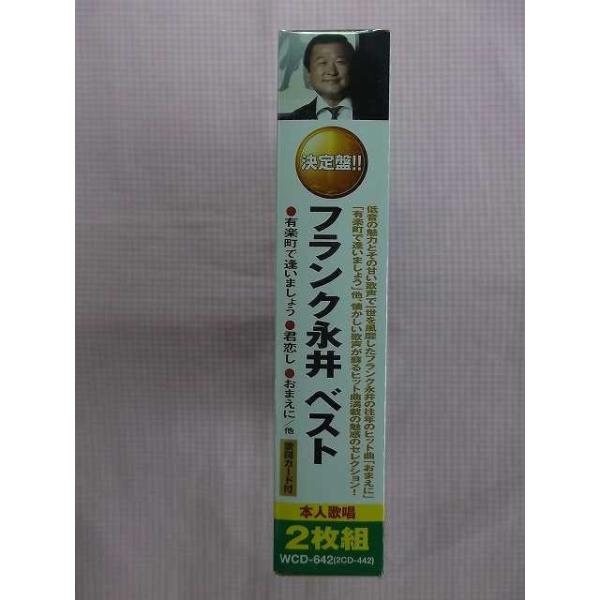 決定盤!!
低音の魅力とその甘い歌声で一世を風靡したフランク永井の往年のヒット曲「おまえに」
「有楽町で逢いましょう」他、懐かしい歌声が蘇るヒット曲満載の魅惑のセレクション!
フランク永井 ベスト
●有楽町で逢いましょう ●君恋し ●おまえに/他
歌詞カード付
本人歌唱
2枚組
WCD-642(2CD-442)